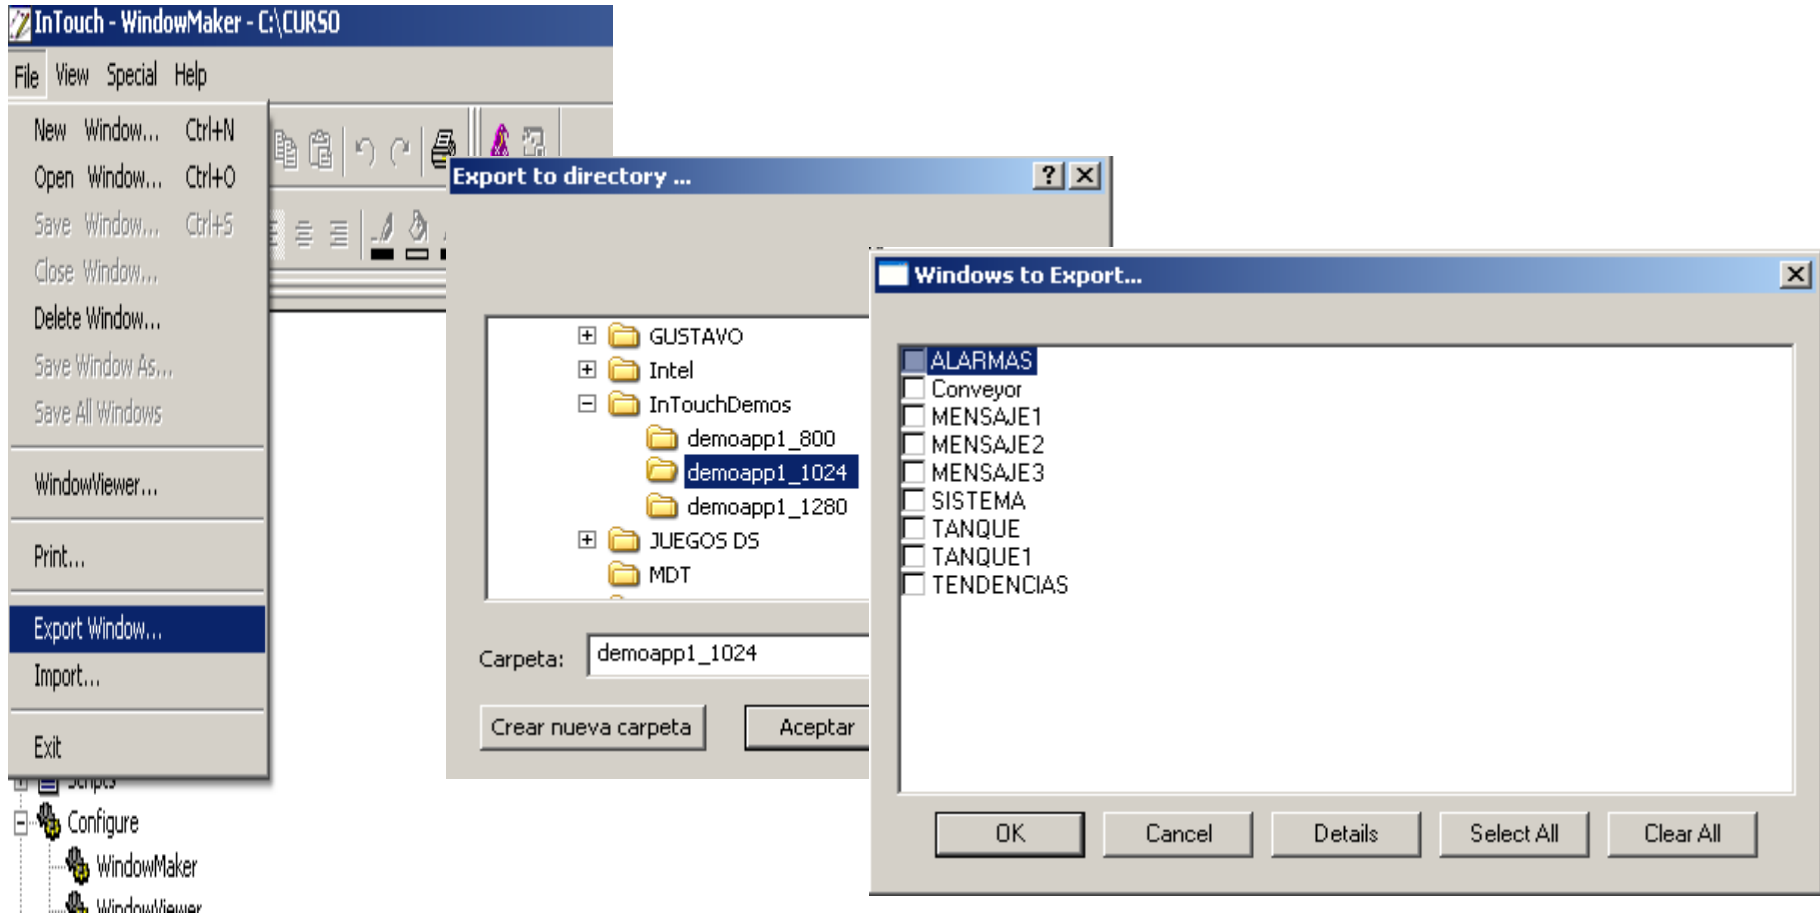 InTouch - WindowMaker - C:\CURSO
File View Special Help
New Window... Ctrl+N
Open Window... Ctrl+O
Save Window... Ctrl+S
Close Window...
Delete Window...
Save Window As...
Save All Windows
WindowViewer...
Print...
Export Window...
Import...
Exit
Scripts
Configure
WindowMaker
WindowViewer
Export to directory ...
GUSTAVO
Intel
InTouchDemos
demoapp1_800
demoapp1_1024
demoapp1_1280
JUEGOS DS
MDT
Carpeta: demoapp1_1024
Crear nueva carpeta Aceptar
Windows to Export...
ALARMAS
Conveyor
MENSAJE1
MENSAJE2
MENSAJE3
SISTEMA
TANQUE
TANQUE1
TENDENCIAS
OK Cancel Details Select All Clear All